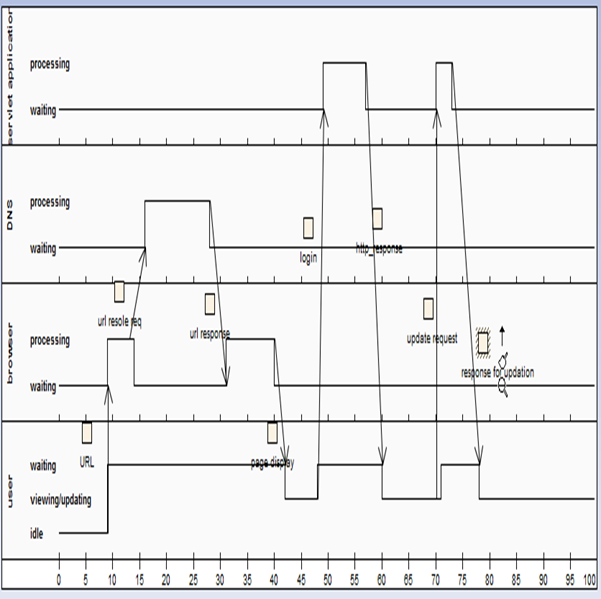 servlet application
processing
waiting
DNS
processing
waiting
login
http_response
browser
url resole req
url response
processing
update request
response for updation
waiting
user
URL
page display
waiting
viewing/updating
idle
0 5 10 15 20 25 30 35 40 45 50 55 60 65 70 75 80 85 90 95 100